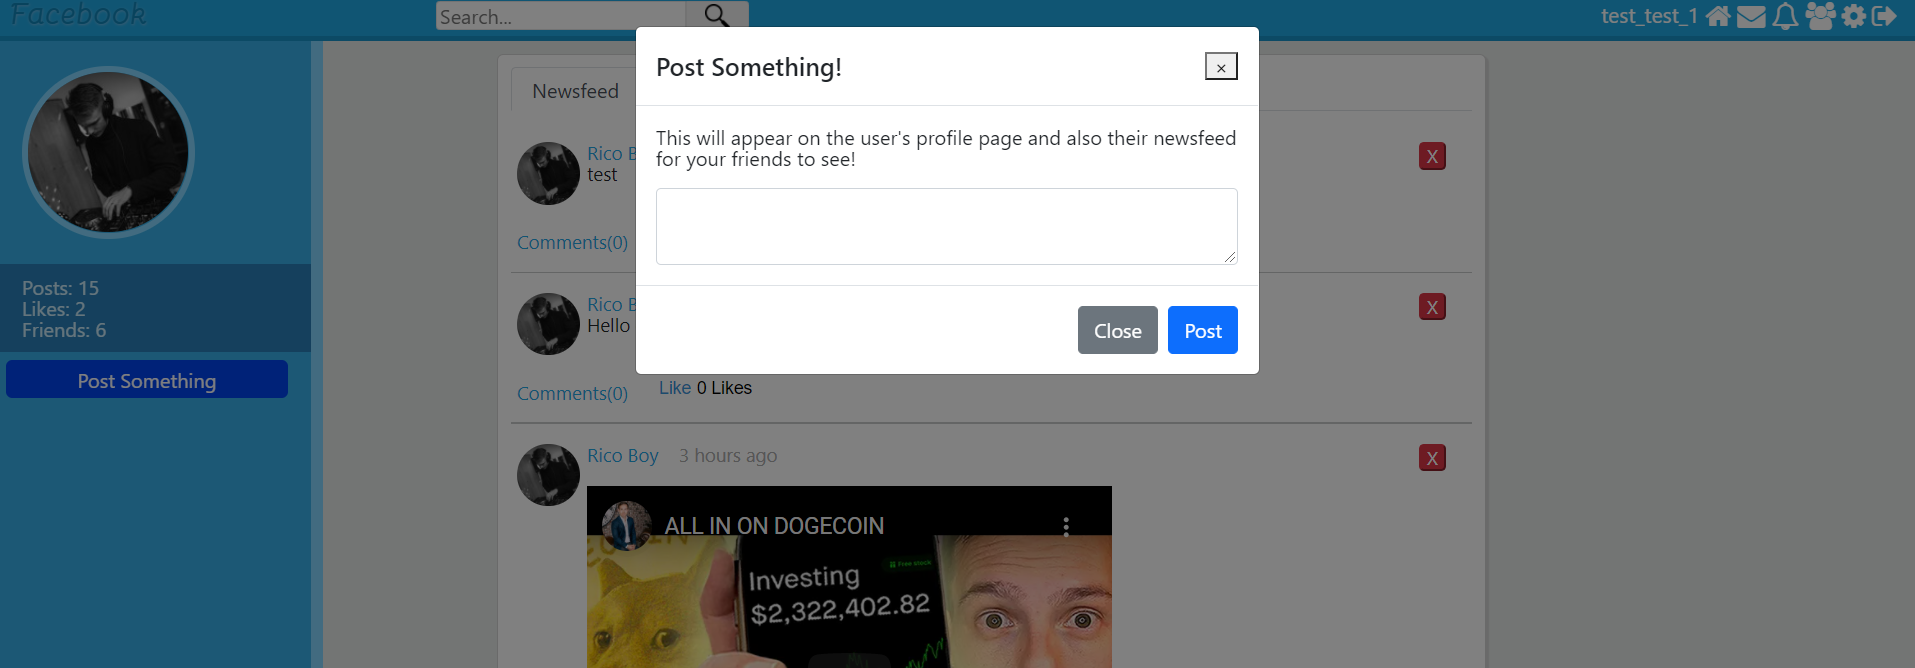 Facebook
Search...
test_test_1
Post Something!
×
This will appear on the user's profile page and also their newsfeed
for your friends to see!
Close
Post
Posts: 15
Likes: 2
Friends: 6
Post Something
Newsfeed
Rico B
X
test
Comments(0)
Rico B
X
Hello
Comments(0)
Like 0 Likes
Rico Boy 3 hours ago
X
ALL IN ON DOGECOIN
Free stock
Investing
$2,322,402.82